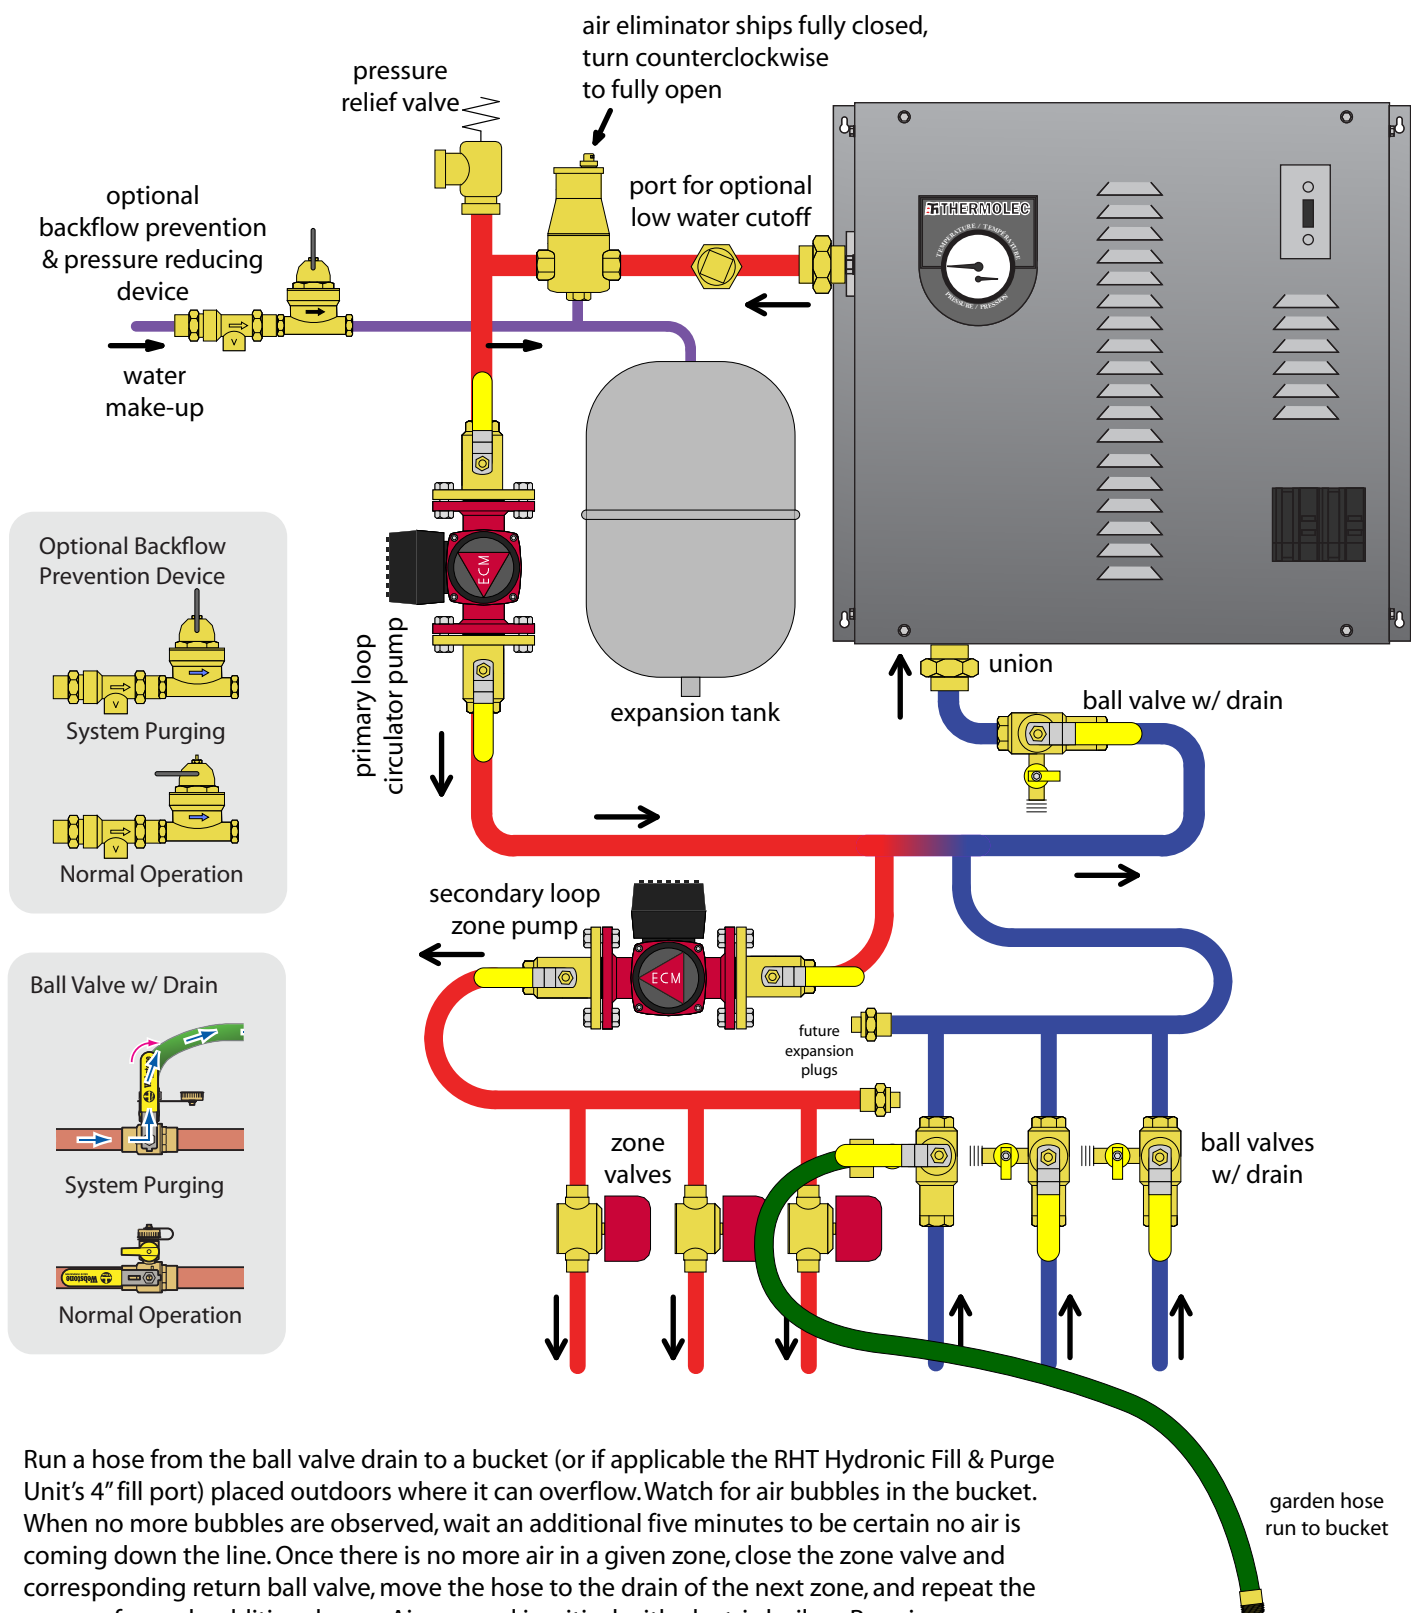 air eliminator ships fully closed,
turn counterclockwise
to fully open
pressure
relief valve
optional
backflow prevention
& pressure reducing
device
port for optional
low water cutoff
THERMOLEC
TEMPERATURE / TEMPÉRATURE
PRESSURE / PRESSION
V
water
make-up
Optional Backflow
Prevention Device
V
System Purging
V
Normal Operation
ECM
primary loop
circulator pump
expansion tank
union
ball valve w/ drain
secondary loop
zone pump
ECM
future
expansion
plugs
Ball Valve w/ Drain
System Purging
Webstone
Normal Operation
zone
valves
ball valves
w/ drain
garden hose
run to bucket
Run a hose from the ball valve drain to a bucket (or if applicable the RHT Hydronic Fill & Purge
Unit's 4" fill port) placed outdoors where it can overflow. Watch for air bubbles in the bucket.
When no more bubbles are observed, wait an additional five minutes to be certain no air is
coming down the line. Once there is no more air in a given zone, close the zone valve and
corresponding return ball valve, move the hose to the drain of the next zone, and repeat the